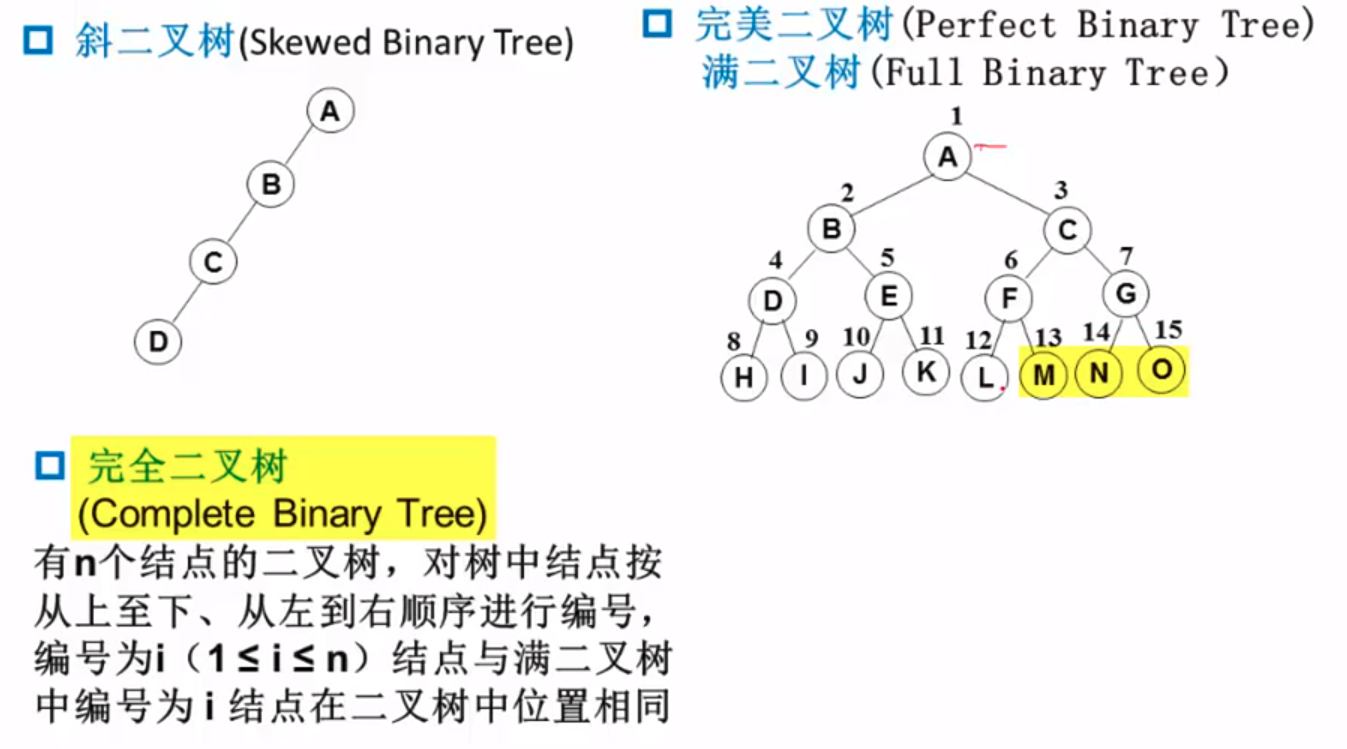 斜二叉树(Skewed Binary Tree)
A
B
C
D
完美二叉树(Perfect Binary Tree)
满二叉树(Full Binary Tree)
1
A
2 3
B C
4 5 6 7
D E F G
8 9 10 11 12 13 14 15
H I J K L M N O
完全二叉树
(Complete Binary Tree)
有n个结点的二叉树，对树中结点按
从上至下、从左到右顺序进行编号，
编号为i（1≤i≤n）结点与满二叉树
中编号为 i 结点在二叉树中位置相同